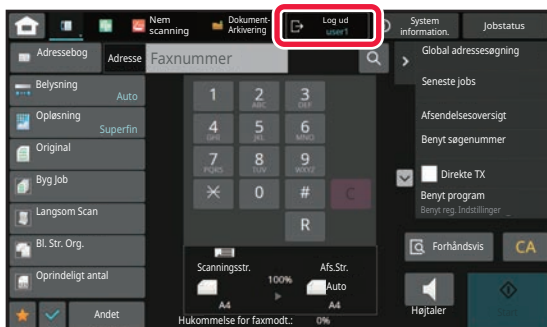 Nem scanning
Dokument-Arkivering
Log ud
user1
System information.
Jobstatus
Adressebog
Adresse
Faxnummer
Global adressesøgning
Belysning
Auto
Seneste jobs
Opløsning
Superfin
Afsendelsesoversigt
Benyt søgenummer
Original
Direkte TX
Byg Job
Benyt program
Benyt reg. Indstillinger
Langsom Scan
Bl. Str. Org.
Forhåndsvis
CA
Oprindeligt antal
Højtaler
Start
Andet
1
2 ABC
3 DEF
4 GHI
5 JKL
6 MNO
7 PQRS
8 TUV
9 WXYZ
0
#
C
R
Scanningsstr.
100%
Afs.Str.
Auto
A4
A4
Hukommelse for faxmodt.: 0%